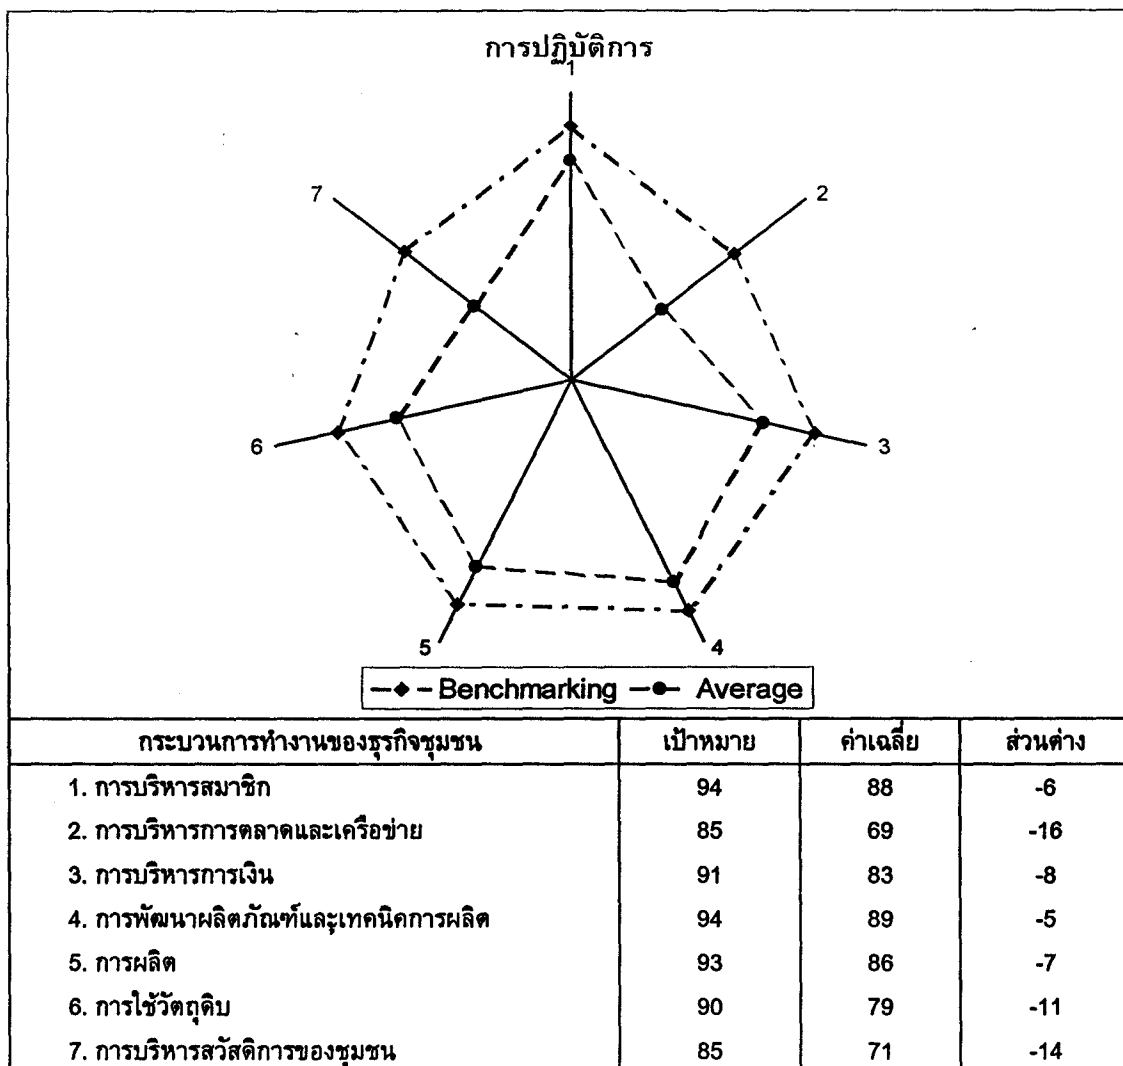 การปฏิบัติการ
1
7
2
6
3
5
4
Benchmarking Average
กระบวนการทำงานของธุรกิจชุมชน เป้าหมาย ค่าเฉลี่ย ส่วนต่าง
1. การบริหารสมาชิก 94 88 -6
2. การบริหารการตลาดและเครือข่าย 85 69 -16
3. การบริหารการเงิน 91 83 -8
4. การพัฒนาผลิตภัณฑ์และเทคนิคการผลิต 94 89 -5
5. การผลิต 93 86 -7
6. การใช้วัตถุดิบ 90 79 -11
7. การบริหารสวัสดิการของชุมชน 85 71 -14